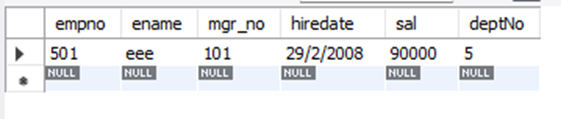 empno ename mgr_no hiredate sal deptNo
501 eee 101 29/2/2008 90000 5
NULL NULL NULL NULL NULL NULL